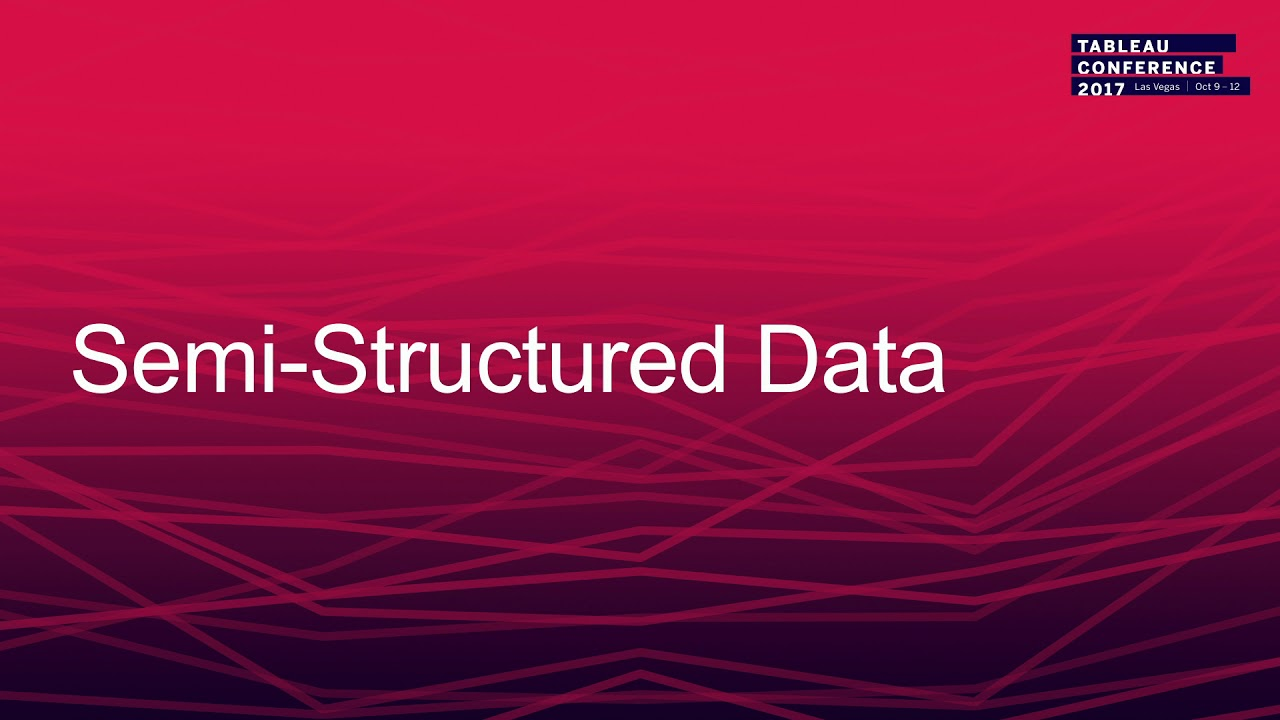 TABLEAU
CONFERENCE
2017 Las Vegas | Oct 9 – 12
Semi-Structured Data